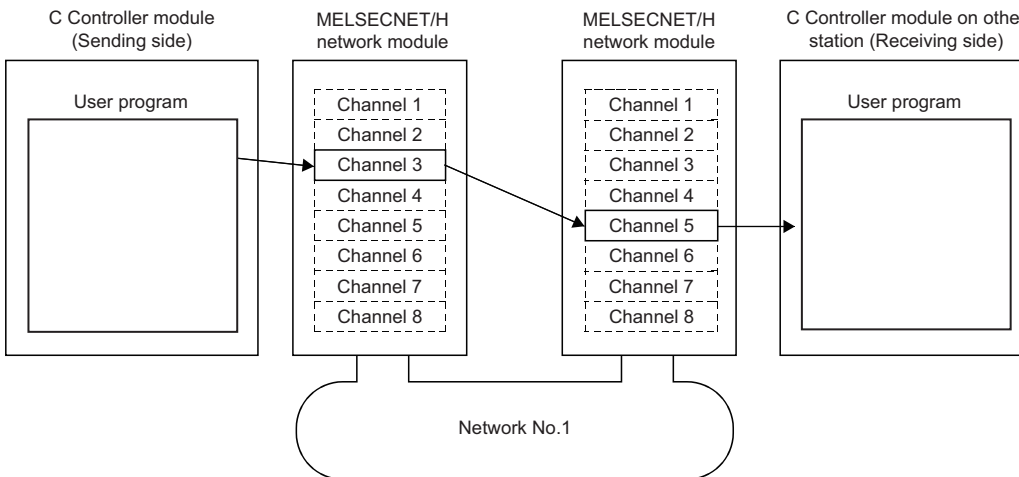 C Controller module
(Sending side)
MELSECNET/H
network module
MELSECNET/H
network module
C Controller module on othe
station (Receiving side)
User program
Channel 1
Channel 2
Channel 3
Channel 4
Channel 5
Channel 6
Channel 7
Channel 8
Channel 1
Channel 2
Channel 3
Channel 4
Channel 5
Channel 6
Channel 7
Channel 8
User program
Network No.1